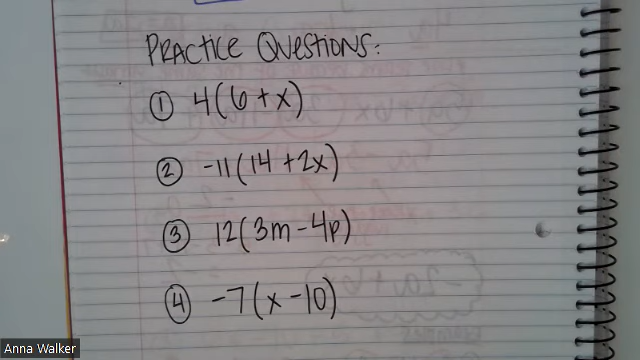 PRACTICE QUESTIONS:
① 4(6+x)
② -11(14+2x)
③ 12(3m-4p)
④ -7(x-10)
Anna Walker